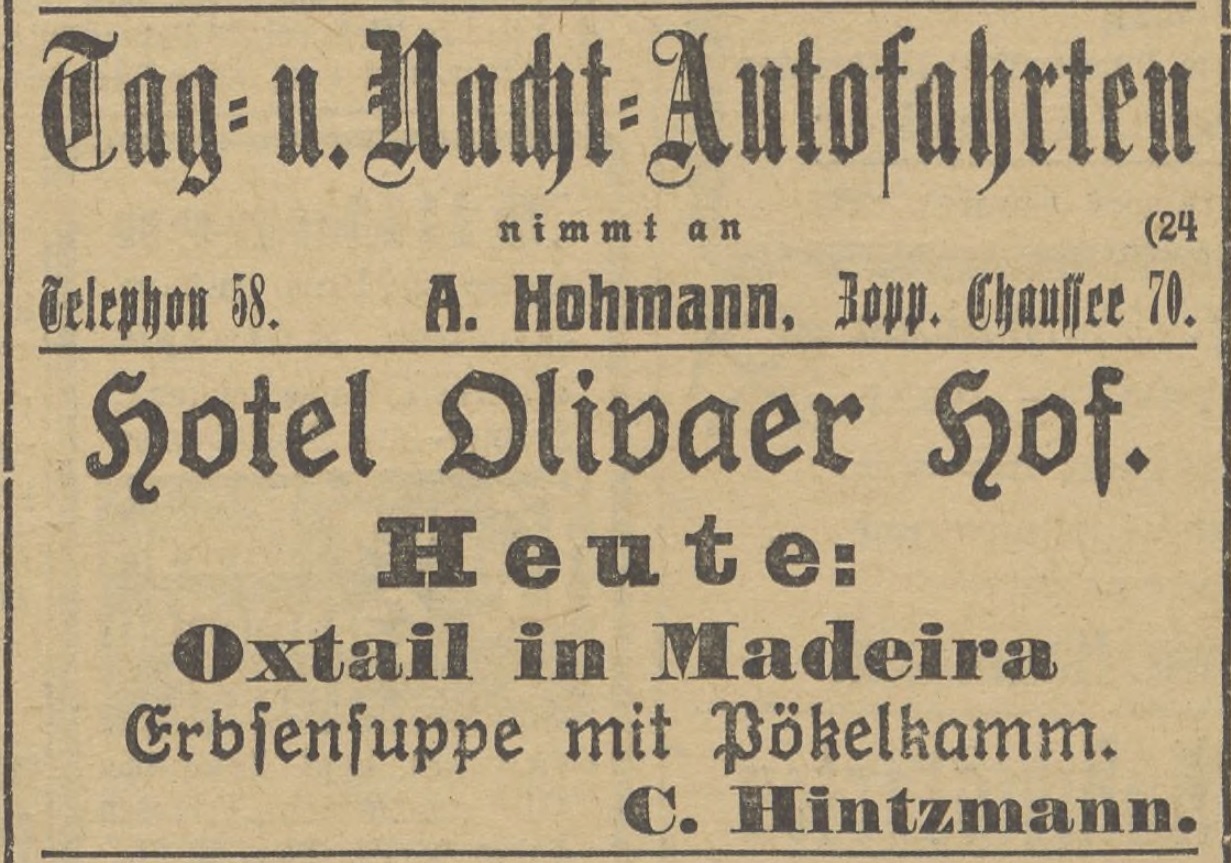 Tag= u. Nacht=Autofahrten
nimmt an (24
Telephon 58. A. Hohmann, Zopp. Chaussee 70.
Hotel Olivaer Hof.
Heute:
Oxtail in Madeira
Erbsensuppe mit Pökelkamm.
C. Hintzmann.